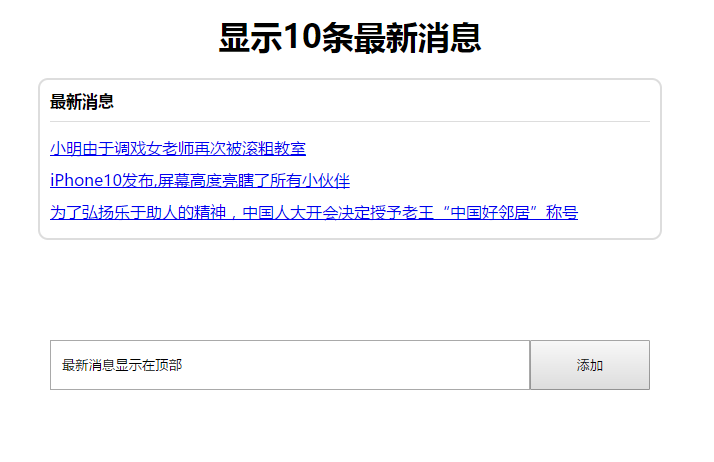 显示10条最新消息
最新消息
小明由于调戏女老师再次被滚粗教室
iPhone10发布,屏幕高度亮瞎了所有小伙伴
为了弘扬乐于助人的精神，中国人大开会决定授予老王“中国好邻居”称号
最新消息显示在顶部
添加